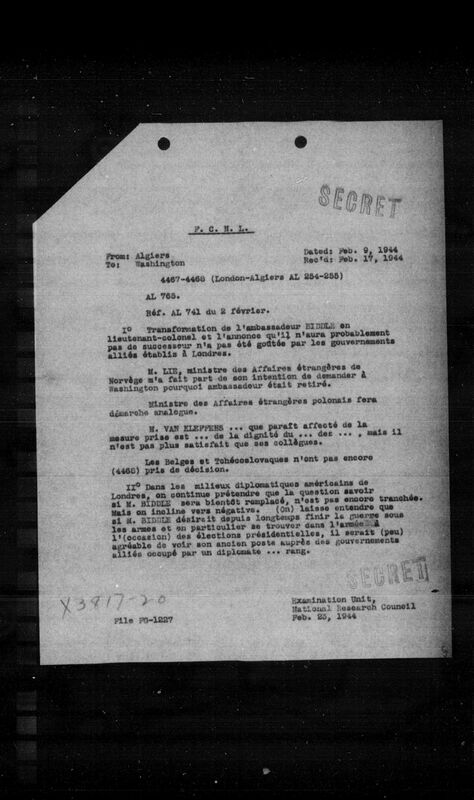 SECRET
F. C. N. L.
From: Algiers Dated: Feb. 9, 1944
To: Washington Rec'd: Feb. 17, 1944
4467-4468 (London-Algiers AL 254-255)
AL 765.
Réf. AL 741 du 2 février.
I° Transformation de l'ambassadeur BIDDLE en
lieutenant-colonel et l'annonce qu'il n'aura probablement
pas de successeur n'a pas été goûtée par les gouvernements
alliés établis à Londres.
M. LIE, ministre des Affaires étrangères de
Norvège m'a fait part de son intention de demander à
Washington pourquoi ambassadeur était retiré.
Ministre des Affaires étrangères polonais fera
démarche analogue.
M. VAN KLEFFENS ... que paraît affecté de la
mesure prise est ... de la dignité du ... des ... , mais il
n'est pas plus satisfait que ses collègues.
Les Belges et Tchécoslovaques n'ont pas encore
(4468) pris de décision.
II° Dans les milieux diplomatiques américains de
Londres, on continue prétendre que la question savoir
si M. BIDDLE sera bientôt remplacé, n'est pas encore tranchée.
Mais on incline vers négative. (On) laisse entendre que
si M. BIDDLE désirit depuis longtemps finir la guerre sous
les armes et en particulier se trouver dans l'armée
l'(occasion) des élections présidentielles, il serait (peu)
agréable de voir son ancien poste auprès des gouvernements
alliés occupé par un diplomate ... rang.
SECRET
X3817-20
Examination Unit,
National Research Council
File FG-1227 Feb. 23, 1944